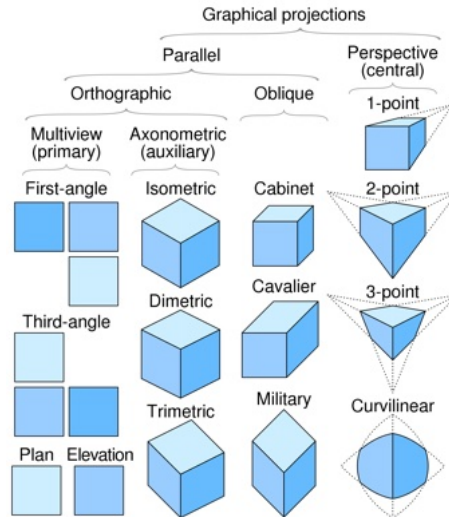 Graphical projections
Parallel
Perspective
(central)
Orthographic
Oblique
1-point
Multiview
(primary)
Axonometric
(auxiliary)
First-angle
Isometric
Cabinet
2-point
Dimetric
Cavalier
3-point
Third-angle
Trimetric
Military
Curvilinear
Plan
Elevation